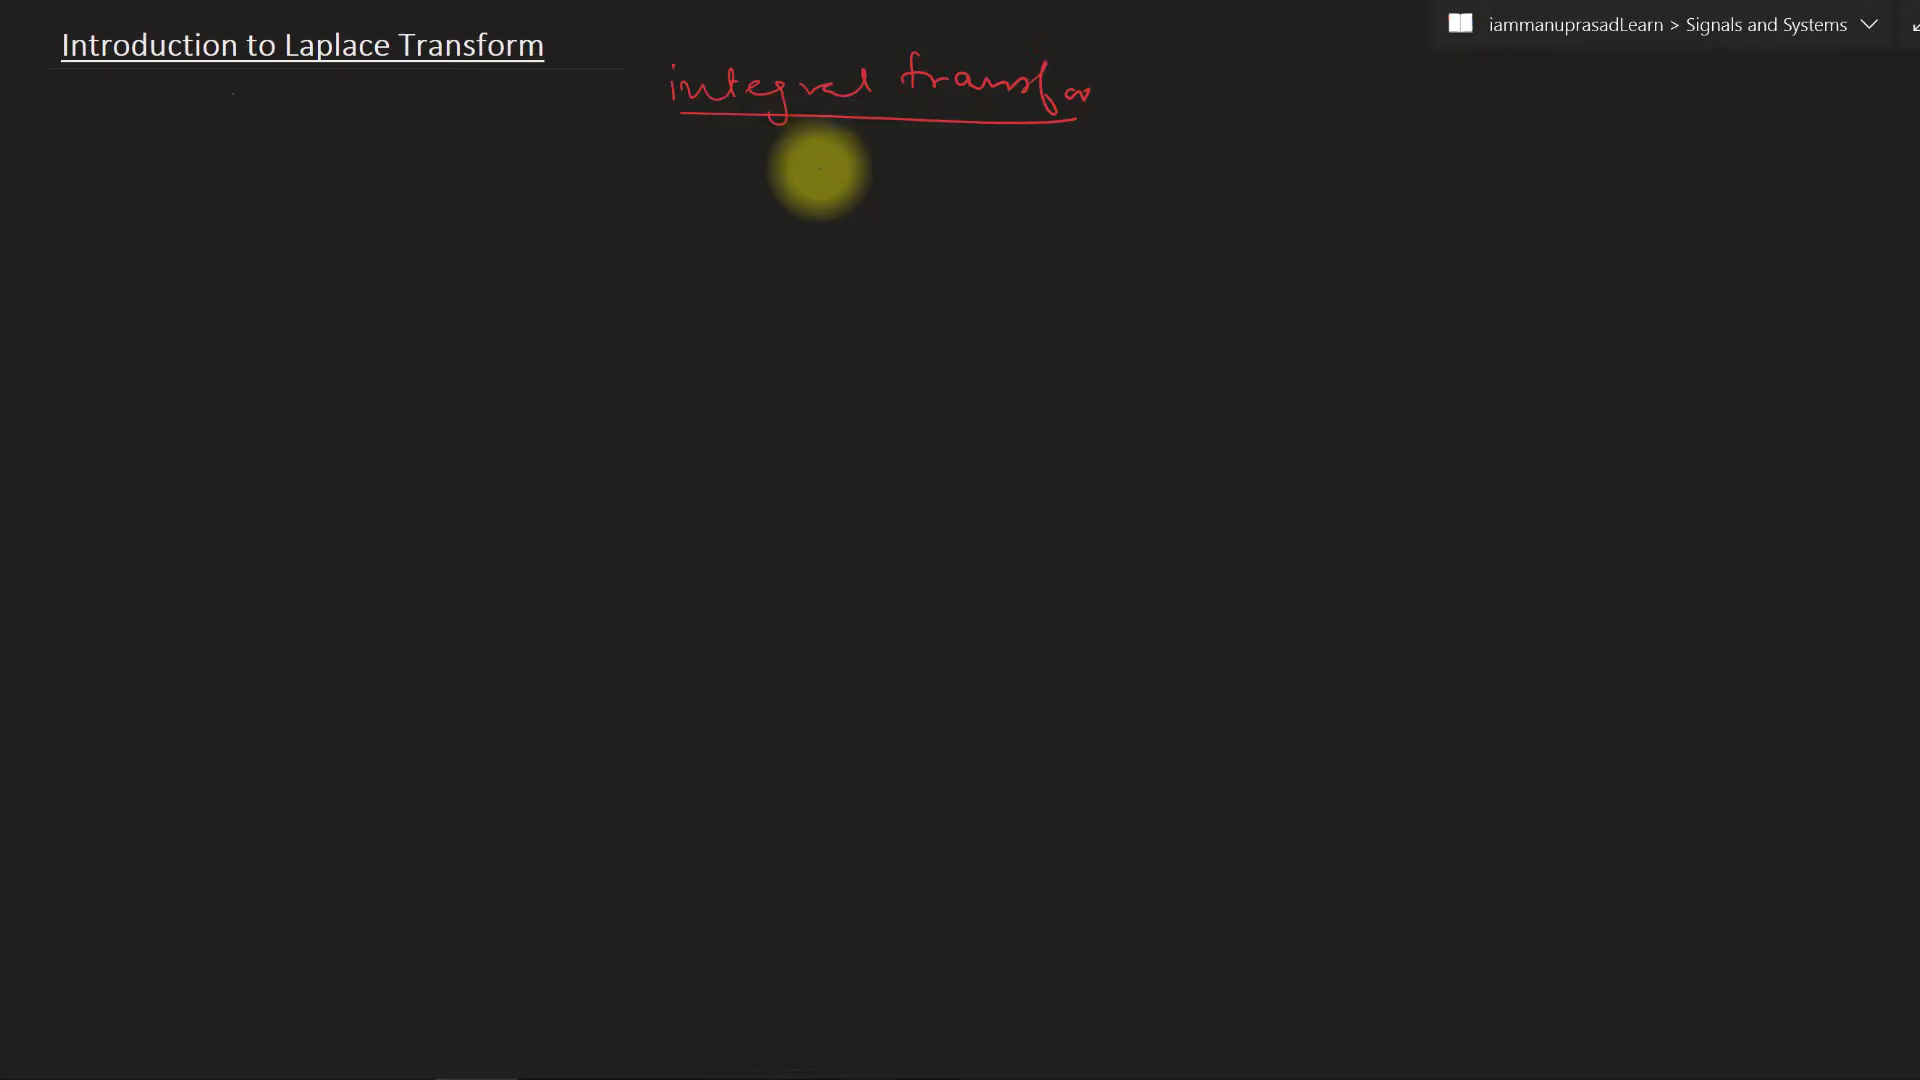 Introduction to Laplace Transform
iammanuprasadLearn > Signals and Systems
integral transfor